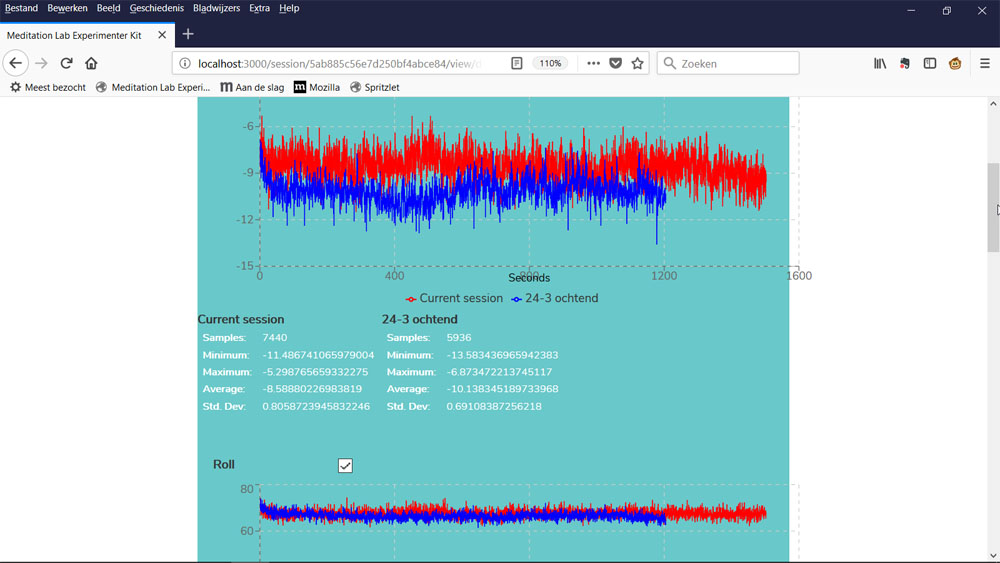 Bestand Bewerken Beeld Geschiedenis Bladwijzers Extra Help
Meditation Lab Experimenter Kit
localhost:3000/session/5ab885c56e7d250bf4abce84/view/d
110%
Zoeken
Meest bezocht Meditation Lab Experi... Aan de slag Mozilla Spritzlet
-6
-9
-12
-15
0 400 800 1200 1600
Seconds
Current session 24-3 ochtend
Current session 24-3 ochtend
Samples: 7440 Samples: 5936
Minimum: -11.486741065979004 Minimum: -13.583436965942383
Maximum: -5.298765659332275 Maximum: -6.873472213745117
Average: -8.58880226983819 Average: -10.138345189733968
Std. Dev: 0.8058723945832246 Std. Dev: 0.69108387256218
Roll
80
60